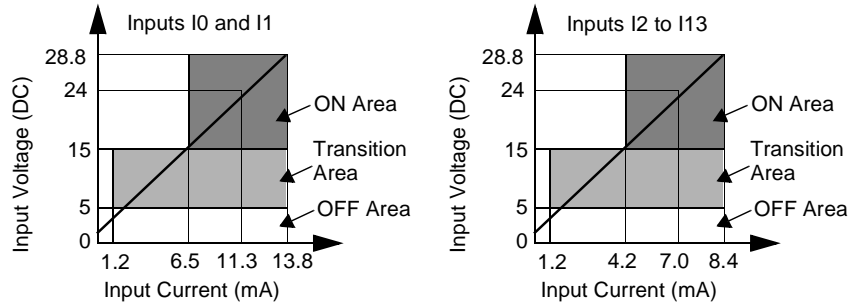 Inputs I0 and I1
28.8
24
15
5
0
Input Voltage (DC)
ON Area
Transition
Area
OFF Area
1.2 6.5 11.3 13.8
Input Current (mA)
Inputs I2 to I13
28.8
24
15
5
0
Input Voltage (DC)
ON Area
Transition
Area
OFF Area
1.2 4.2 7.0 8.4
Input Current (mA)